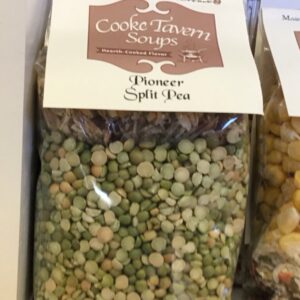 Cooke Tavern
Soups
Hearth-Cooked Flavor
Pioneer
Split Pea